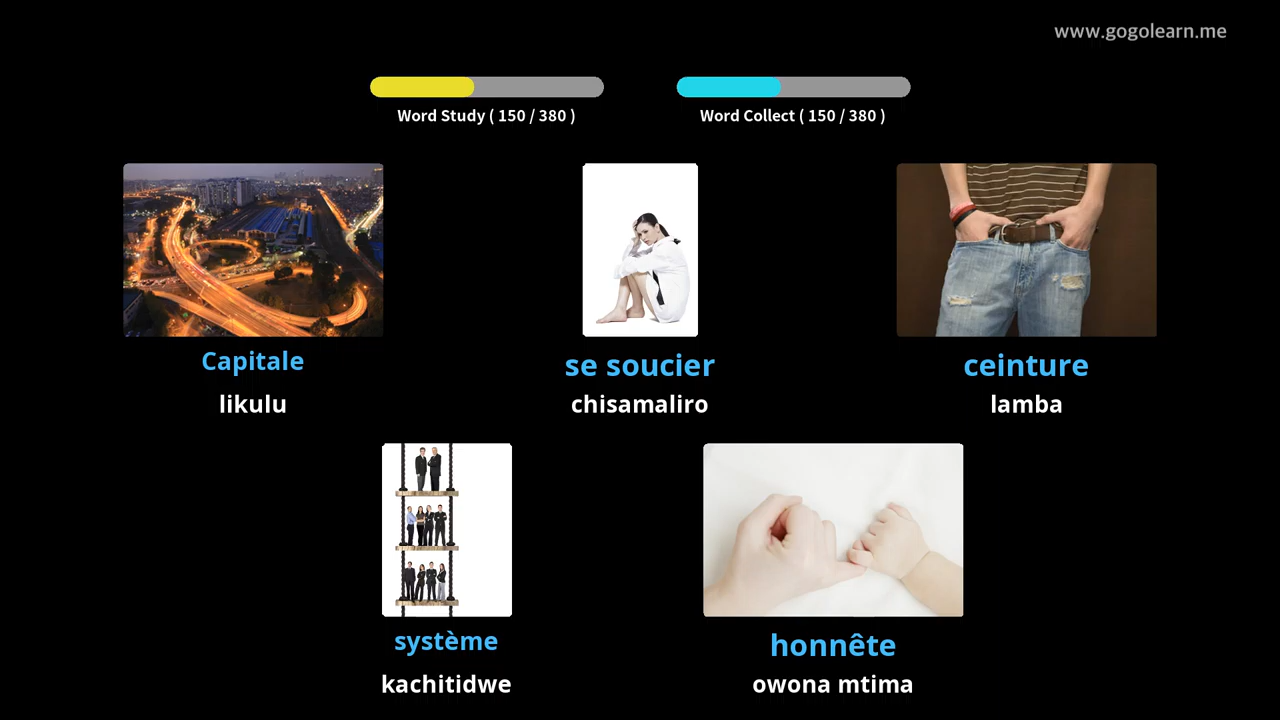 www.gogolearn.me
Word Study ( 150 / 380 )
Word Collect ( 150 / 380 )
Capitale
likulu
se soucier
chisamaliro
ceinture
lamba
système
kachitidwe
honnête
owona mtima